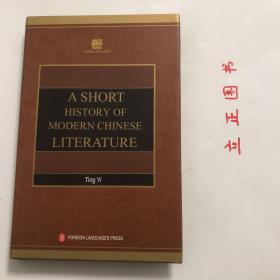 A SHORT
HISTORY OF
MODERN CHINESE
LITERATURE
Ting Yi
FOREIGN LANGUAGES PRESS
立正图书